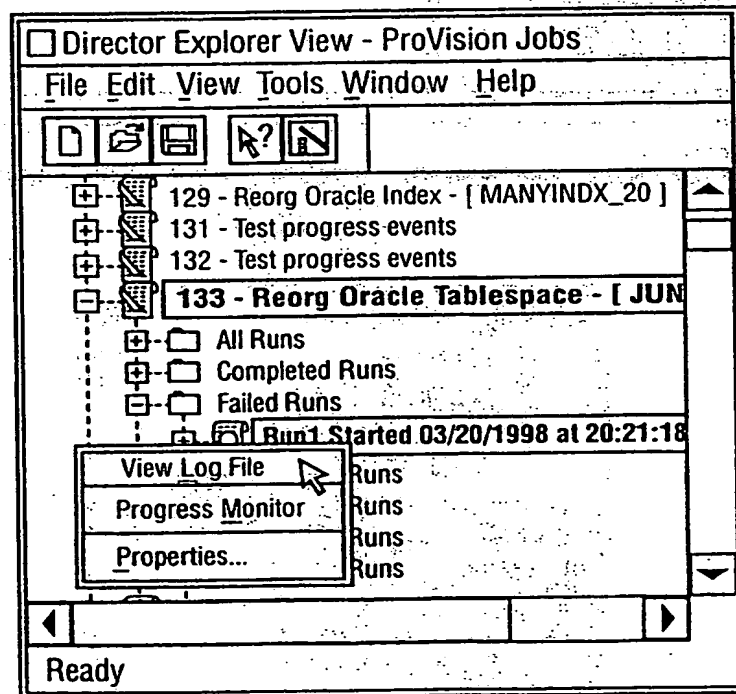 Director Explorer View - ProVision Jobs
File Edit View Tools Window Help
?
129 - Reorg Oracle Index - [ MANYINDX_20 ]
131 - Test progress events
132 - Test progress events
133 - Reorg Oracle Tablespace - [ JUN
All Runs
Completed Runs
Failed Runs
Run1 Started 03/20/1998 at 20:21:18
View Log File
Runs
Progress Monitor
Runs
Runs
Properties...
Runs
Ready